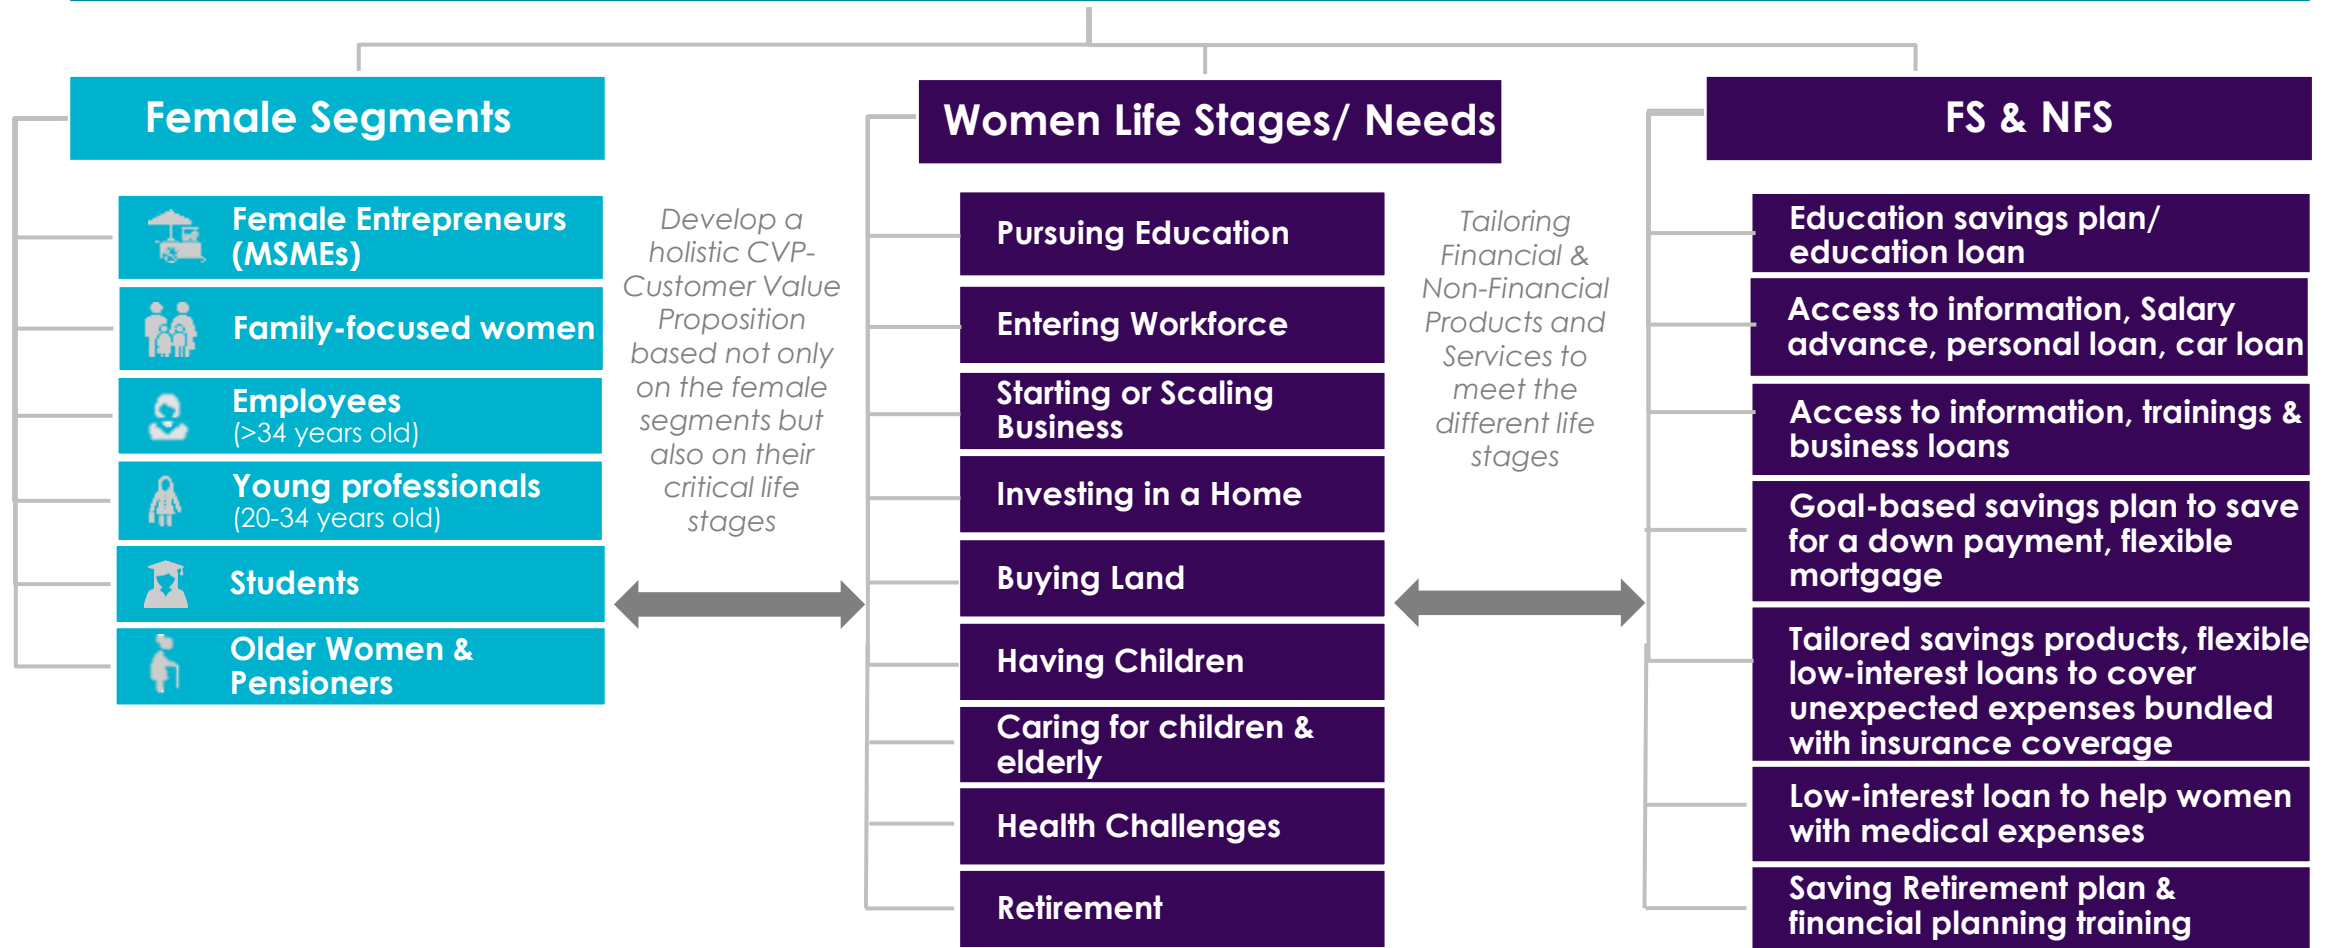 Female Segments
Female Entrepreneurs
(MSMEs)
Family-focused women
Employees
(>34 years old)
Young professionals
(20-34 years old)
Students
Older Women &
Pensioners
Develop a
holistic CVP-
Customer Value
Proposition
based not only
on the female
segments but
also on their
critical life
stages
Women Life Stages/ Needs
Pursuing Education
Entering Workforce
Starting or Scaling
Business
Investing in a Home
Buying Land
Having Children
Caring for children &
elderly
Health Challenges
Retirement
Tailoring
Financial &
Non-Financial
Products and
Services to
meet the
different life
stages
FS & NFS
Education savings plan/
education loan
Access to information, Salary
advance, personal loan, car loan
Access to information, trainings &
business loans
Goal-based savings plan to save
for a down payment, flexible
mortgage
Tailored savings products, flexible
low-interest loans to cover
unexpected expenses bundled
with insurance coverage
Low-interest loan to help women
with medical expenses
Saving Retirement plan &
financial planning training